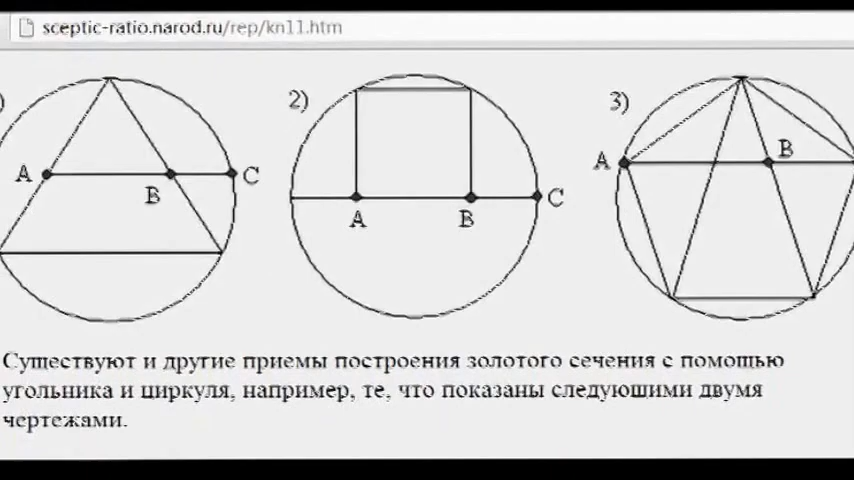 sceptic-ratio.narod.ru/rep/kn11.htm
) 2) 3)
A B C
A B C
A B
Существуют и другие приемы построения золотого сечения с помощью
угольника и циркуля, например, те, что показаны следующими двумя
чертежами.